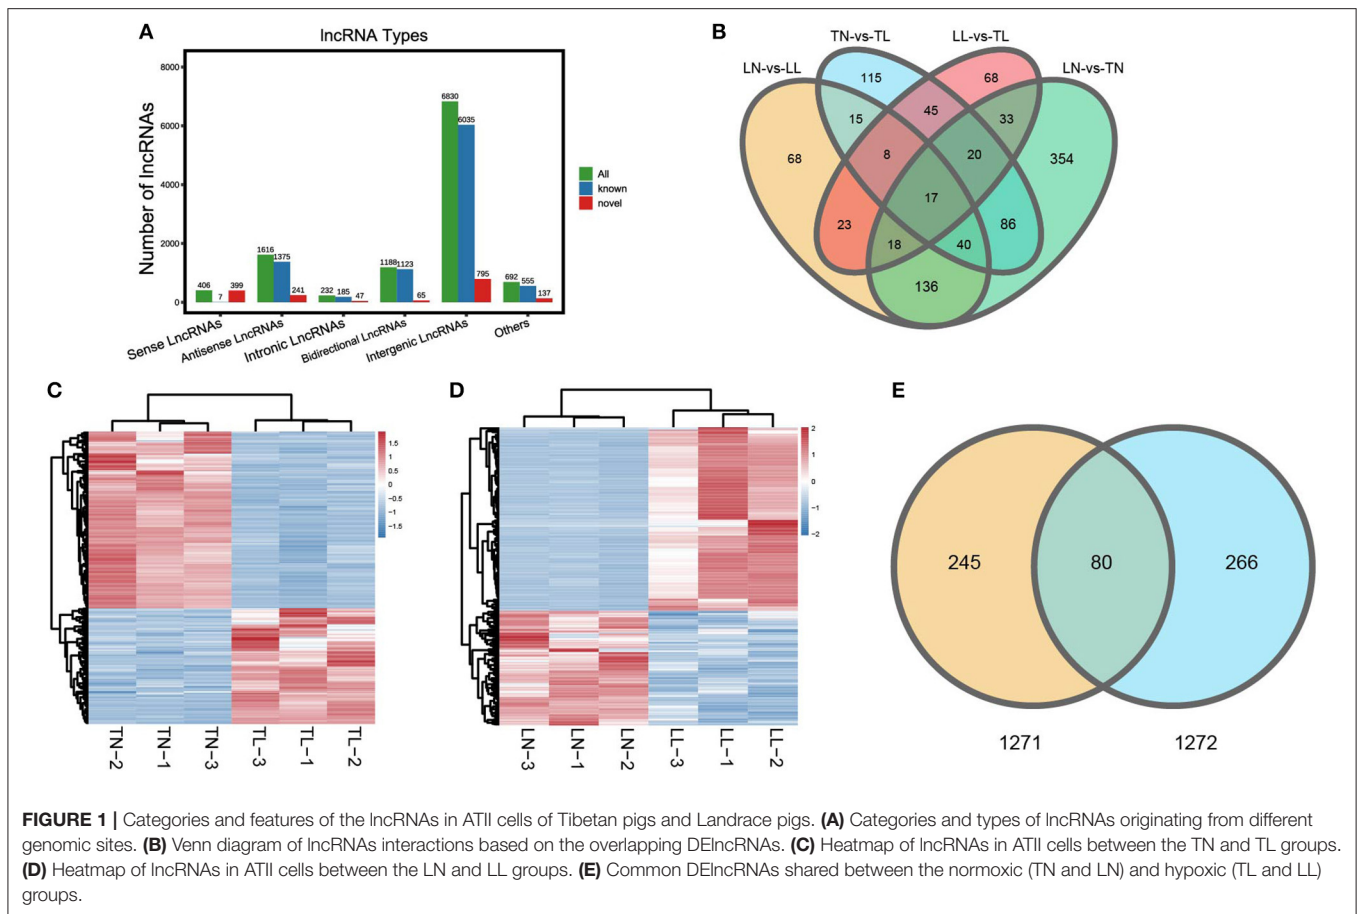 A
lncRNA Types
Number of lncRNAs
8000
6000
4000
2000
0
406
7
399
1616
1375
241
232
185
47
1188
1123
65
6830
6035
795
692
555
137
Sense LncRNAs
Antisense LncRNAs
Intronic LncRNAs
Bidirectional LncRNAs
Intergenic LncRNAs
Others
All
known
novel
B
TN-vs-TL
LL-vs-TL
LN-vs-LL
LN-vs-TN
115
68
15
45
33
68
8
20
354
17
23
86
18
40
136
C
1.5
1
0.5
0
−0.5
−1
−1.5
TN−2
TN−1
TN−3
TL−3
TL−1
TL−2
D
2
1
0
−1
−2
LN−3
LN−1
LN−2
LL−3
LL−1
LL−2
E
245
80
266
1271
1272
FIGURE 1 | Categories and features of the lncRNAs in ATII cells of Tibetan pigs and Landrace pigs. (A) Categories and types of lncRNAs originating from different
genomic sites. (B) Venn diagram of lncRNAs interactions based on the overlapping DElncRNAs. (C) Heatmap of lncRNAs in ATII cells between the TN and TL groups.
(D) Heatmap of lncRNAs in ATII cells between the LN and LL groups. (E) Common DElncRNAs shared between the normoxic (TN and LN) and hypoxic (TL and LL)
groups.